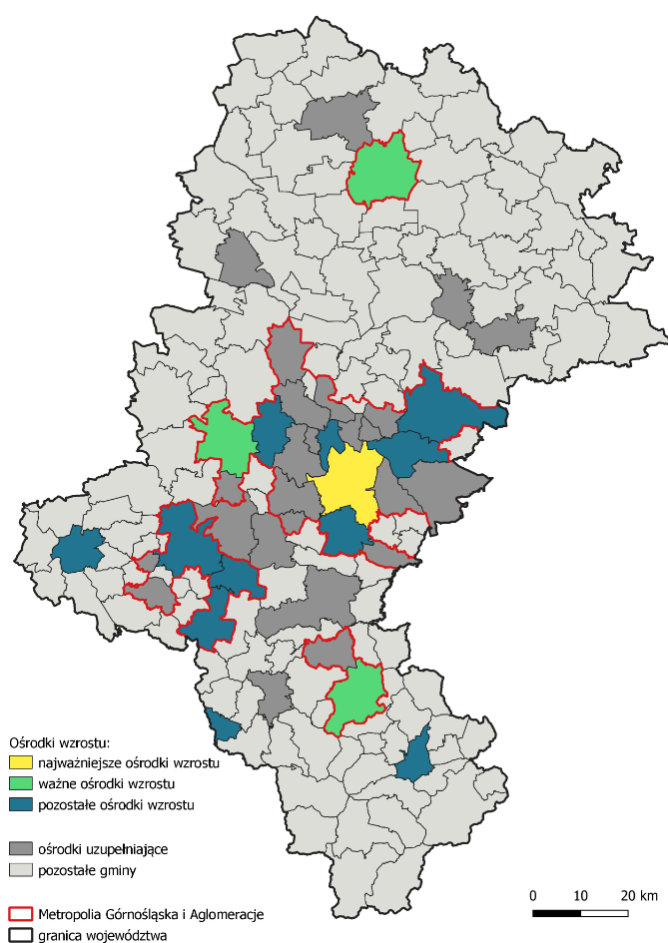 Ośrodki wzrostu:
najważniejsze ośrodki wzrostu
ważne ośrodki wzrostu
pozostałe ośrodki wzrostu
ośrodki uzupełniające
pozostałe gminy
Metropolia Górnośląska i Aglomeracje
granica województwa
0 10 20 km